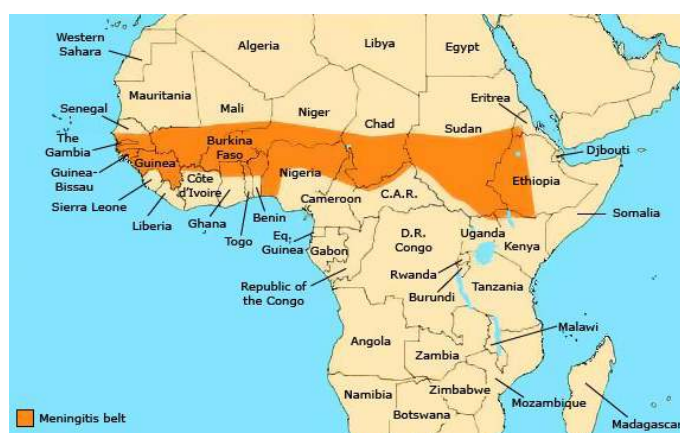 Western
Sahara
Algeria
Libya
Egypt
Mauritania
Mali
Niger
Chad
Sudan
Eritrea
Senegal
The
Gambia
Guinea-
Bissau
Guinea
Burkina
Faso
Nigeria
Ethiopia
Djibouti
Sierra Leone
Liberia
Côte
d'Ivoire
Ghana
Togo
Benin
Cameroon
C.A.R.
Somalia
Eq.
Guinea
Gabon
Republic of
the Congo
D.R.
Congo
Uganda
Kenya
Rwanda
Burundi
Tanzania
Malawi
Angola
Zambia
Zimbabwe
Mozambique
Namibia
Botswana
Madagascar
Meningitis belt